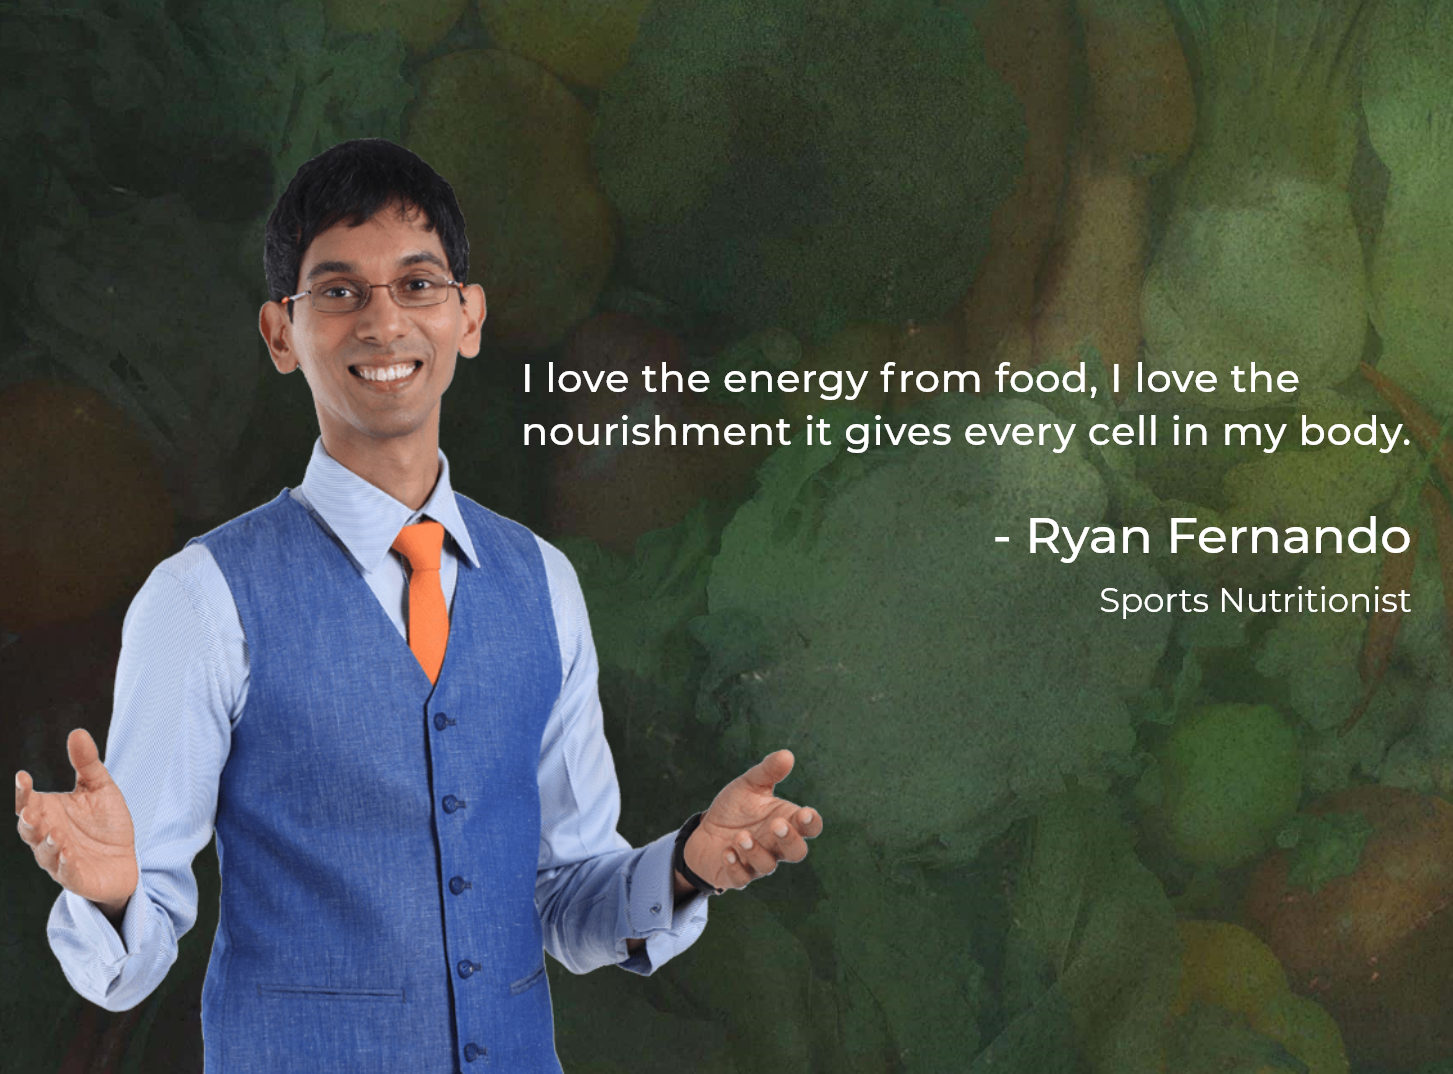 I love the energy from food, I love the
nourishment it gives every cell in my body.
- Ryan Fernando
Sports Nutritionist